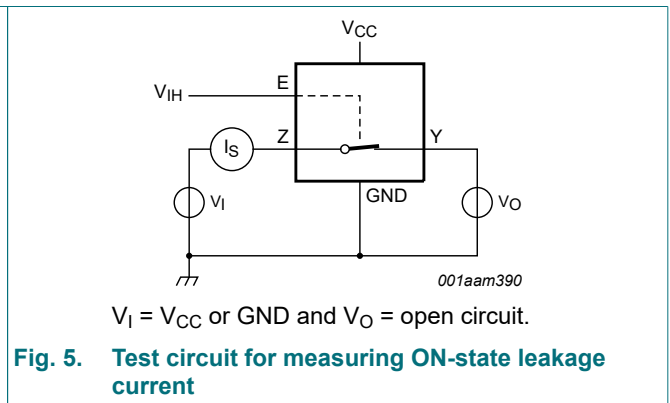 VCC
VIH
E
IS
Z
Y
VI
GND
VO
001aam390
VI = VCC or GND and VO = open circuit.
Fig. 5. Test circuit for measuring ON-state leakage
current